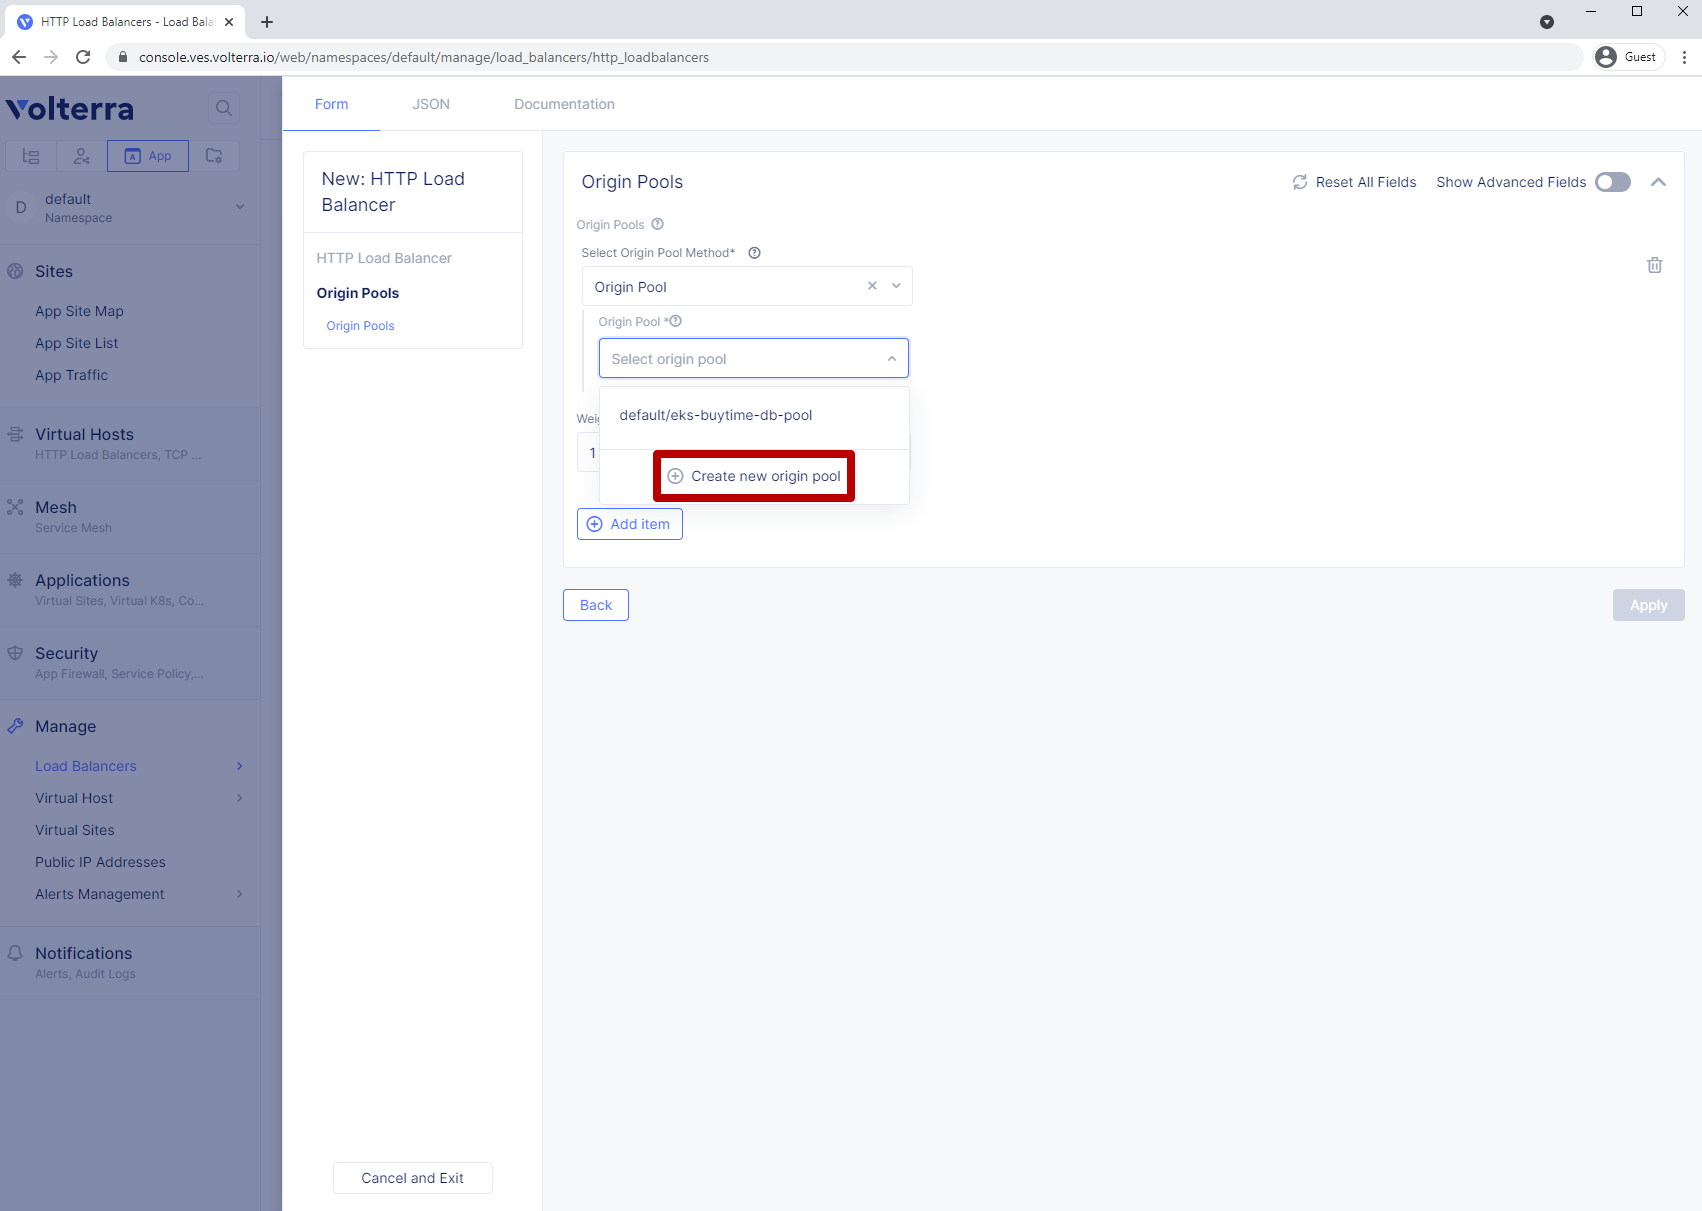 HTTP Load Balancers - Load Bala
console.ves.volterra.io/web/namespaces/default/manage/load_balancers/http_loadbalancers
Guest
Volterra
App
D
default
Namespace
Sites
App Site Map
App Site List
App Traffic
Virtual Hosts
HTTP Load Balancers, TCP ...
Mesh
Service Mesh
Applications
Virtual Sites, Virtual K8s, Co...
Security
App Firewall, Service Policy,...
Manage
Load Balancers
Virtual Host
Virtual Sites
Public IP Addresses
Alerts Management
Notifications
Alerts, Audit Logs
Form
JSON
Documentation
New: HTTP Load
Balancer
HTTP Load Balancer
Origin Pools
Origin Pools
Cancel and Exit
Origin Pools
Reset All Fields
Show Advanced Fields
Origin Pools
Select Origin Pool Method*
Origin Pool
Origin Pool *
Select origin pool
default/eks-buytime-db-pool
Weig
1
Create new origin pool
Add item
Back
Apply